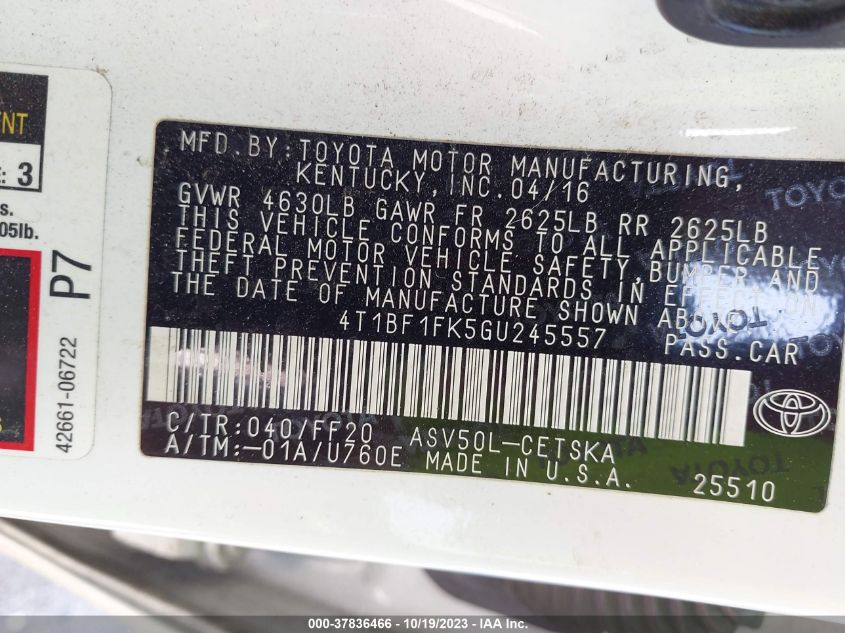 MFD.BY:TOYOTA MOTOR MANUFACTURING,
KENTUCKY,INC.04/16
GVWR 4630LB GAWR FR 2625LB RR 2625LB
THIS VEHICLE CONFORMS TO ALL APPLICABLE
FEDERAL MOTOR VEHICLE SAFETY,BUMPER AND
THEFT PREVENTION STANDARDS IN EFFECT ON
THE DATE OF MANUFACTURE SHOWN ABOVE.
4T1BF1FK5GU245557 PASS.CAR
C/TR:040/FF20 ASV50L-CETSKA
A/TM:-01A/U760E MADE IN U.S.A. 25510
TOYOTA
3
05lb.
P7
42661-06722
000-37836466 - 10/19/2023 - IAA Inc.